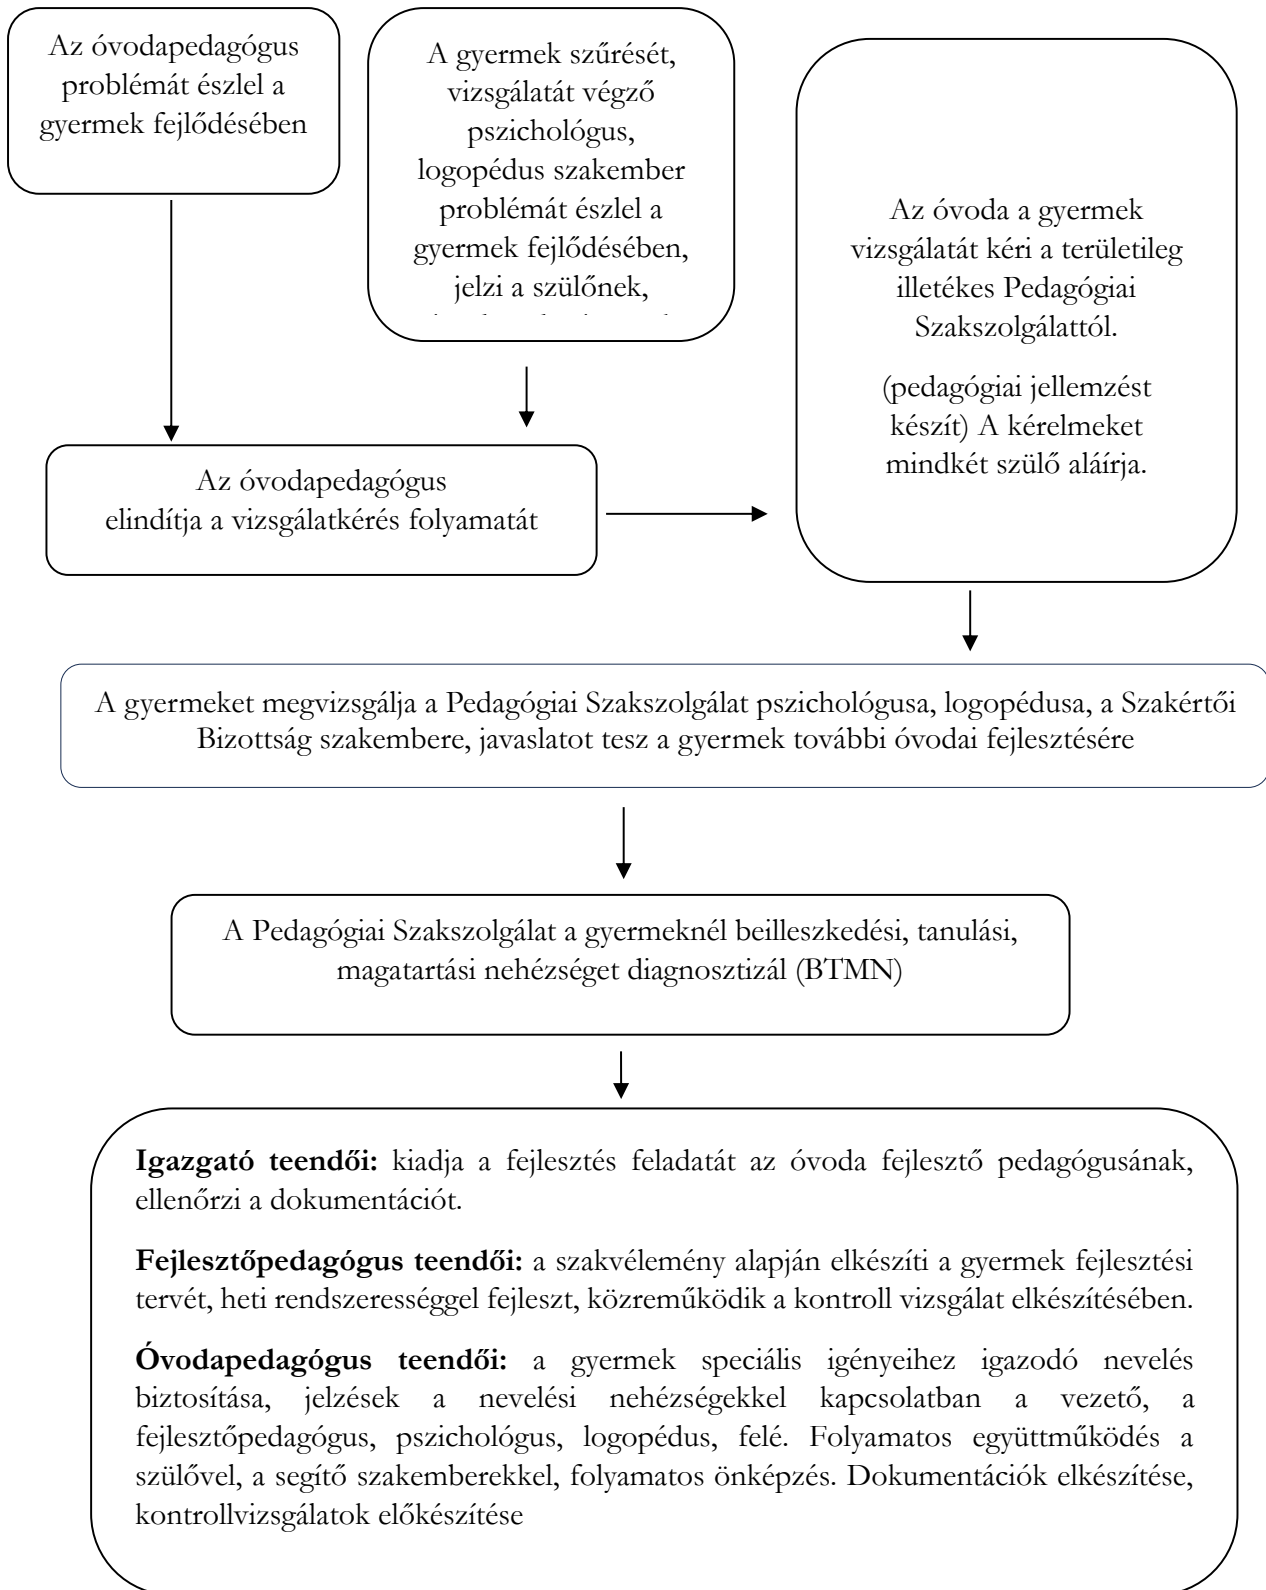 Az óvodapedagógus
problémát észlel a
gyermek fejlődésében
A gyermek szűrését,
vizsgálatát végző
pszichológus,
logopédus szakember
problémát észlel a
gyermek fejlődésében,
jelzi a szülőnek,
Az óvoda a gyermek
vizsgálatát kéri a területileg
illetékes Pedagógiai
Szakszolgálattól.
(pedagógiai jellemzést
készít) A kérelmeket
mindkét szülő aláírja.
Az óvodapedagógus
elindítja a vizsgálatkérés folyamatát
A gyermeket megvizsgálja a Pedagógiai Szakszolgálat pszichológusa, logopédusa, a Szakértői
Bizottság szakembere, javaslatot tesz a gyermek további óvodai fejlesztésére
A Pedagógiai Szakszolgálat a gyermeknél beilleszkedési, tanulási,
magatartási nehézséget diagnosztizál (BTMN)
Igazgató teendői: kiadja a fejlesztés feladatát az óvoda fejlesztő pedagógusának,
ellenőrzi a dokumentációt.
Fejlesztőpedagógus teendői: a szakvélemény alapján elkészíti a gyermek fejlesztési
tervét, heti rendszerességgel fejleszt, közreműködik a kontroll vizsgálat elkészítésében.
Óvodapedagógus teendői: a gyermek speciális igényeihez igazodó nevelés
biztosítása, jelzések a nevelési nehézségekkel kapcsolatban a vezető, a
fejlesztőpedagógus, pszichológus, logopédus, felé. Folyamatos együttműködés a
szülővel, a segítő szakemberekkel, folyamatos önképzés. Dokumentációk elkészítése,
kontrollvizsgálatok előkészítése